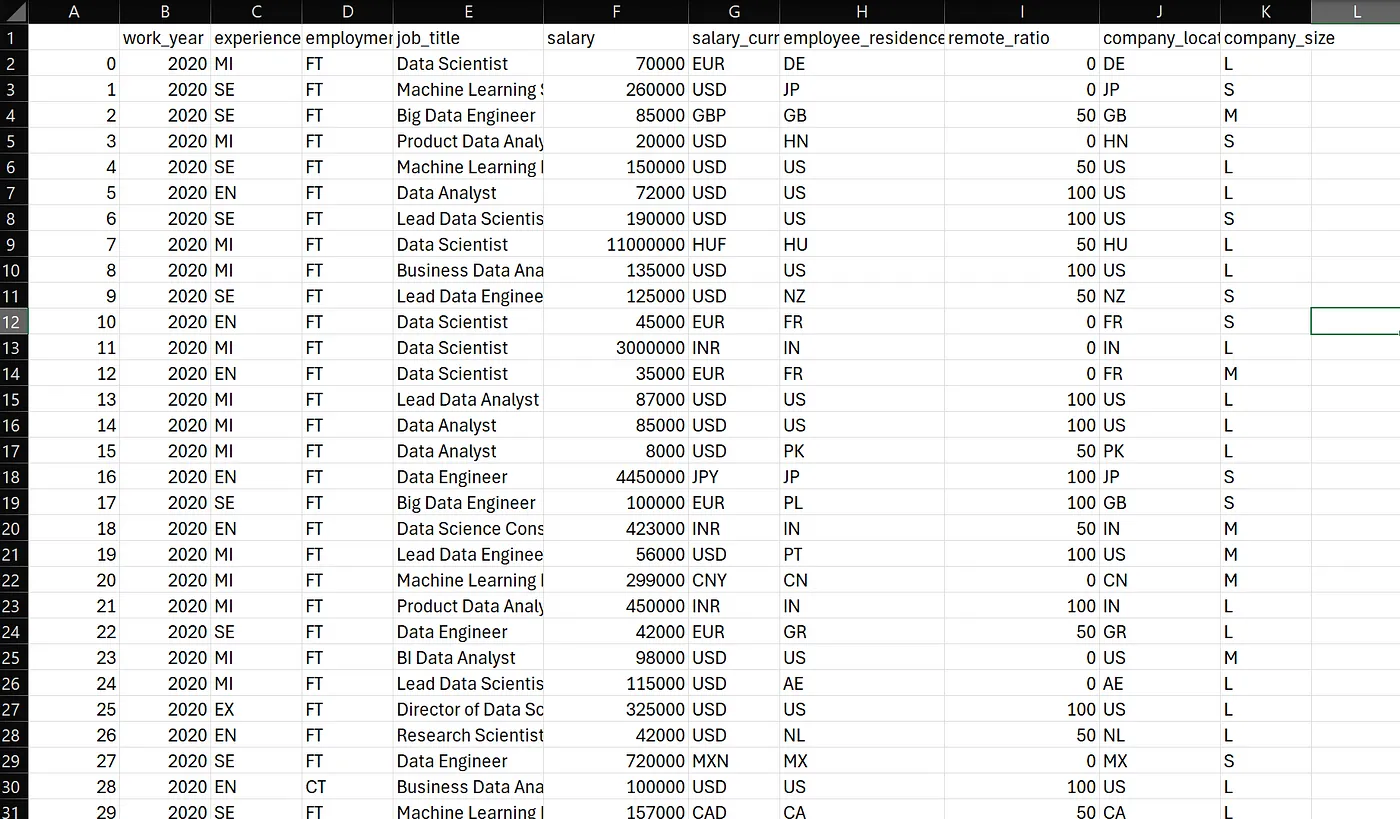 A B C D E F G H I J K L
1 work_year experience employmen job_title salary salary_curr employee_residence remote_ratio company_locat company_size
2 0 2020 MI FT Data Scientist 70000 EUR DE 0 DE L
3 1 2020 SE FT Machine Learning 260000 USD JP 0 JP S
4 2 2020 SE FT Big Data Engineer 85000 GBP GB 50 GB M
5 3 2020 MI FT Product Data Analy 20000 USD HN 0 HN S
6 4 2020 SE FT Machine Learning 150000 USD US 50 US L
7 5 2020 EN FT Data Analyst 72000 USD US 100 US L
8 6 2020 SE FT Lead Data Scientis 190000 USD US 100 US S
9 7 2020 MI FT Data Scientist 11000000 HUF HU 50 HU L
10 8 2020 MI FT Business Data Ana 135000 USD US 100 US L
11 9 2020 SE FT Lead Data Enginee 125000 USD NZ 50 NZ S
12 10 2020 EN FT Data Scientist 45000 EUR FR 0 FR S
13 11 2020 MI FT Data Scientist 3000000 INR IN 0 IN L
14 12 2020 EN FT Data Scientist 35000 EUR FR 0 FR M
15 13 2020 MI FT Lead Data Analyst 87000 USD US 100 US L
16 14 2020 MI FT Data Analyst 85000 USD US 100 US L
17 15 2020 MI FT Data Analyst 8000 USD PK 50 PK L
18 16 2020 EN FT Data Engineer 4450000 JPY JP 100 JP S
19 17 2020 SE FT Big Data Engineer 100000 EUR PL 100 GB S
20 18 2020 EN FT Data Science Cons 423000 INR IN 50 IN M
21 19 2020 MI FT Lead Data Enginee 56000 USD PT 100 US M
22 20 2020 MI FT Machine Learning 299000 CNY CN 0 CN M
23 21 2020 MI FT Product Data Analy 450000 INR IN 100 IN L
24 22 2020 SE FT Data Engineer 42000 EUR GR 50 GR L
25 23 2020 MI FT BI Data Analyst 98000 USD US 0 US M
26 24 2020 MI FT Lead Data Scientis 115000 USD AE 0 AE L
27 25 2020 EX FT Director of Data Sc 325000 USD US 100 US L
28 26 2020 EN FT Research Scientist 42000 USD NL 50 NL L
29 27 2020 SE FT Data Engineer 720000 MXN MX 0 MX S
30 28 2020 EN CT Business Data Ana 100000 USD US 100 US L
31 29 2020 SE FT Machine Learning 157000 CAD CA 50 CA L